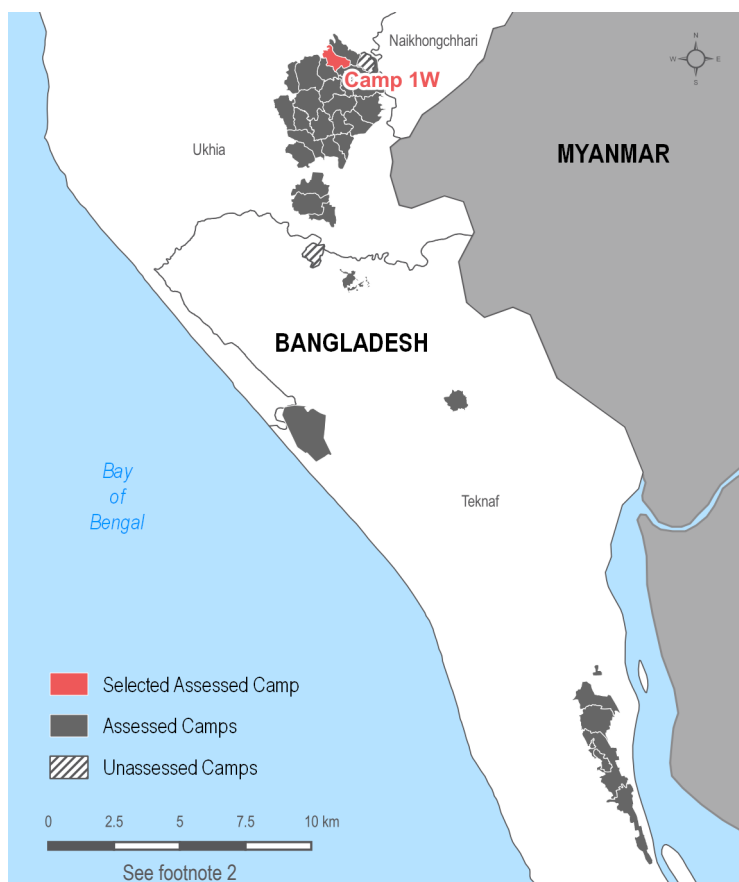 Naikhongchhari
N
W E
S
Camp 1W
Ukhia
MYANMAR
BANGLADESH
Bay
of
Bengal
Teknaf
Selected Assessed Camp
Assessed Camps
Unassessed Camps
0 2.5 5 7.5 10 km
See footnote 2